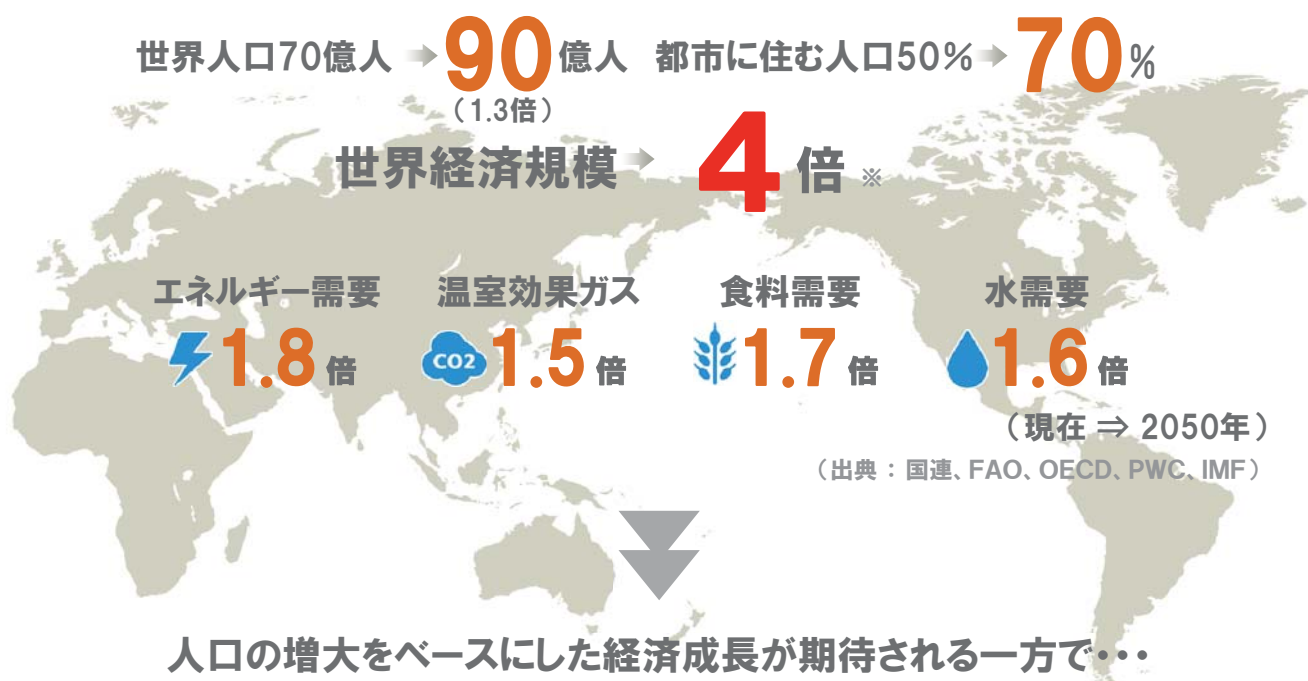 世界人口70億人 → 90億人 都市に住む人口50% → 70%
(1.3倍)
世界経済規模 → 4倍※
エネルギー需要 温室効果ガス 食料需要 水需要
1.8倍 CO2 1.5倍 1.7倍 1.6倍
(現在 ⇒ 2050年)
(出典：国連、FAO、OECD、PWC、IMF)
人口の増大をベースにした経済成長が期待される一方で・・・